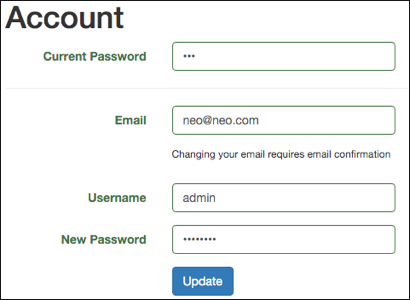 Account
Current Password •••
Email neo@neo.com
Changing your email requires email confirmation
Username admin
New Password ••••••••
Update